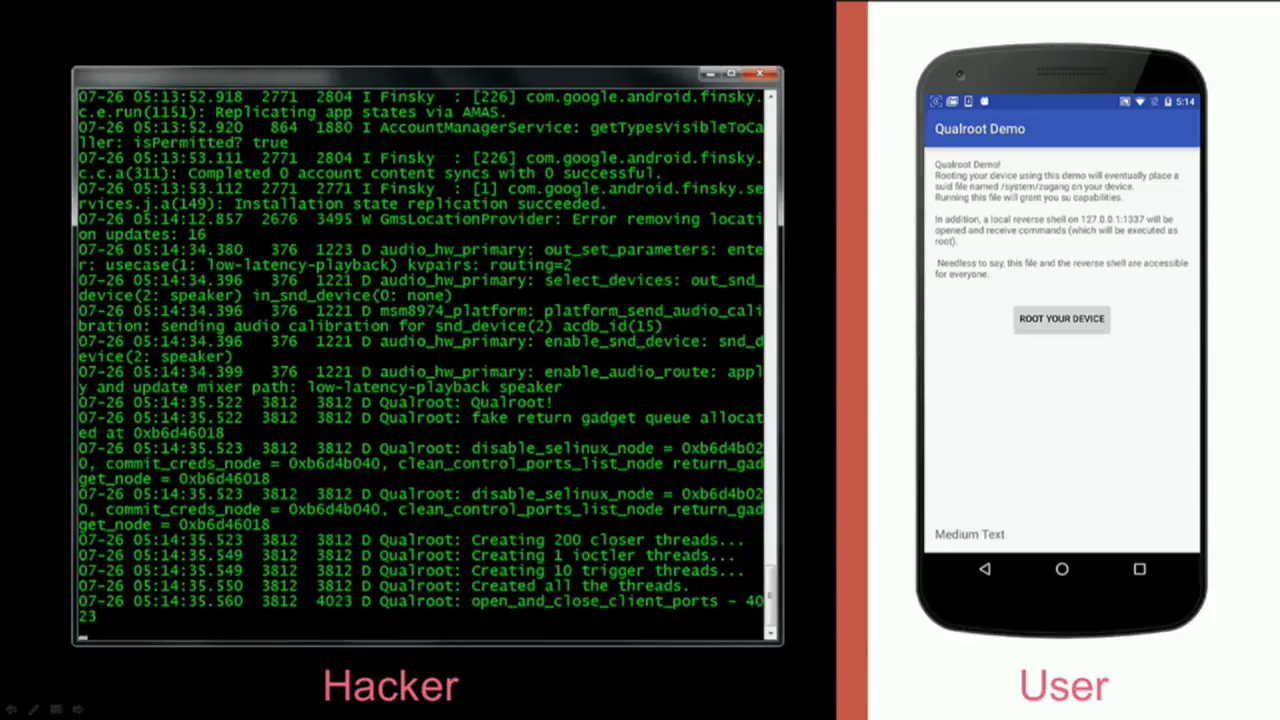 07-26 05:13:52.918  2771  2804 I Finsky  : [226] com.google.android.finsky.
c.e.run(1151): Replicating app states via AMAS.
07-26 05:13:52.920   864  1880 I AccountManagerService: getTypesVisibleToCa
ller: isPermitted? true
07-26 05:13:53.111  2771  2804 I Finsky  : [226] com.google.android.finsky.
c.c.a(311): Completed 0 account content syncs with 0 successful.
07-26 05:13:53.112  2771  2771 I Finsky  : [1] com.google.android.finsky.se
rvices.j.a(149): Installation state replication succeeded.
07-26 05:14:12.857  2676  3495 W GmsLocationProvider: Error removing locati
on updates: 16
07-26 05:14:34.380   376  1223 D audio_hw_primary: out_set_parameters: ente
r: usecase(1: low-latency-playback) kvpairs: routing=2
07-26 05:14:34.396   376  1221 D audio_hw_primary: select_devices: out_snd_
device(2: speaker) in_snd_device(0: none)
07-26 05:14:34.396   376  1221 D msm8974_platform: platform_send_audio_cali
bration: sending audio calibration for snd_device(2) acdb_id(15)
07-26 05:14:34.396   376  1221 D audio_hw_primary: enable_snd_device: snd_d
evice(2: speaker)
07-26 05:14:34.399   376  1221 D audio_hw_primary: enable_audio_route: appl
y and update mixer path: low-latency-playback speaker
07-26 05:14:35.522  3812  3812 D Qualroot: Qualroot!
07-26 05:14:35.522  3812  3812 D Qualroot: fake return gadget queue allocat
ed at 0xb6d46018
07-26 05:14:35.523  3812  3812 D Qualroot: disable_selinux_node = 0xb6d4b02
0, commit_creds_node = 0xb6d4b040, clean_control_ports_list_node return_gad
get_node = 0xb6d46018
07-26 05:14:35.523  3812  3812 D Qualroot: disable_selinux_node = 0xb6d4b02
0, commit_creds_node = 0xb6d4b040, clean_control_ports_list_node return_gad
get_node = 0xb6d46018
07-26 05:14:35.523  3812  3812 D Qualroot: Creating 200 closer threads...
07-26 05:14:35.549  3812  3812 D Qualroot: Creating 1 ioctler threads...
07-26 05:14:35.549  3812  3812 D Qualroot: Creating 10 trigger threads...
07-26 05:14:35.550  3812  3812 D Qualroot: Created all the threads.
07-26 05:14:35.560  3812  4023 D Qualroot: open_and_close_client_ports - 40
23
Hacker
5:14
Qualroot Demo
Qualroot Demo!
Rooting your device using this demo will eventually place a
suid file named /system/zugang on your device.
Running this file will grant you su capabilities.
In addition, a local reverse shell on 127.0.0.1:1337 will be
opened and receive commands (which will be executed as
root).
Needless to say, this file and the reverse shell are accessible
for everyone.
ROOT YOUR DEVICE
Medium Text
User